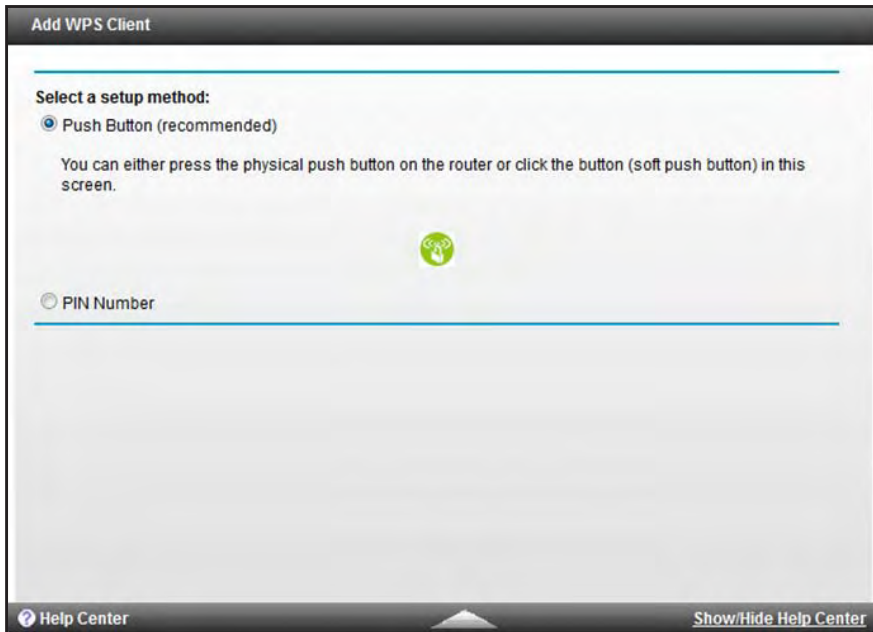 Add WPS Client
Select a setup method:
Push Button (recommended)
You can either press the physical push button on the router or click the button (soft push button) in this
screen.
PIN Number
Help Center
Show/Hide Help Center